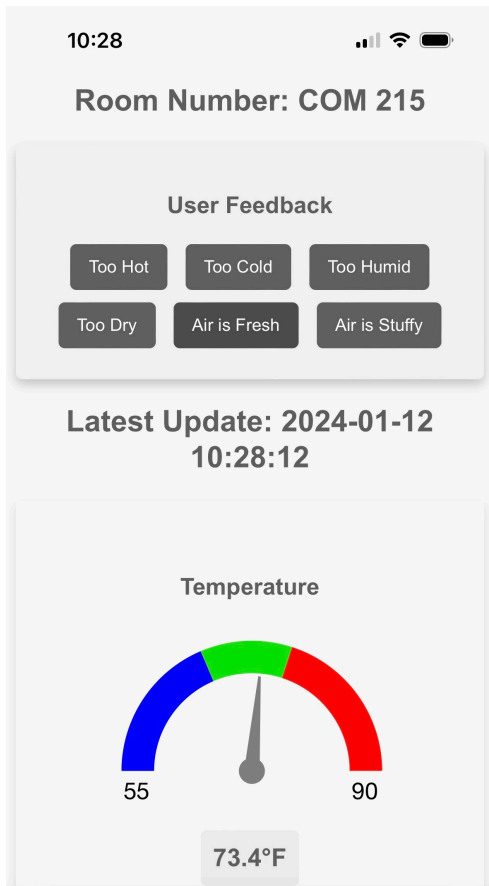 10:28
Room Number: COM 215
User Feedback
Too Hot Too Cold Too Humid
Too Dry Air is Fresh Air is Stuffy
Latest Update: 2024-01-12
10:28:12
Temperature
55 90
73.4°F